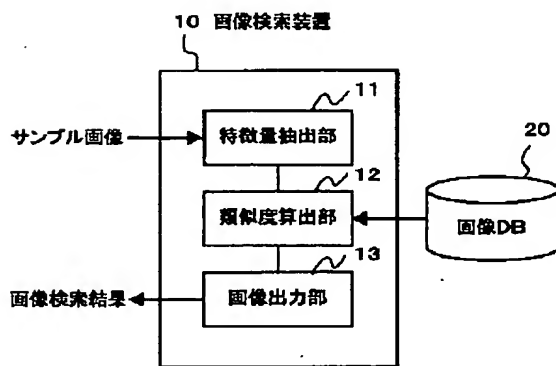 10 画像検索装置
11
サンプル画像
特徴量抽出部
12
20
類似度算出部
画像DB
13
画像検索結果
画像出力部